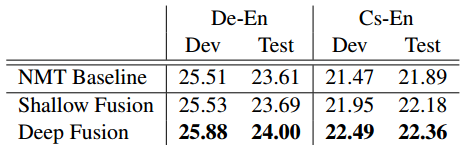 De-En Cs-En
Dev Test Dev Test
NMT Baseline 25.51 23.61 21.47 21.89
Shallow Fusion 25.53 23.69 21.95 22.18
Deep Fusion 25.88 24.00 22.49 22.36